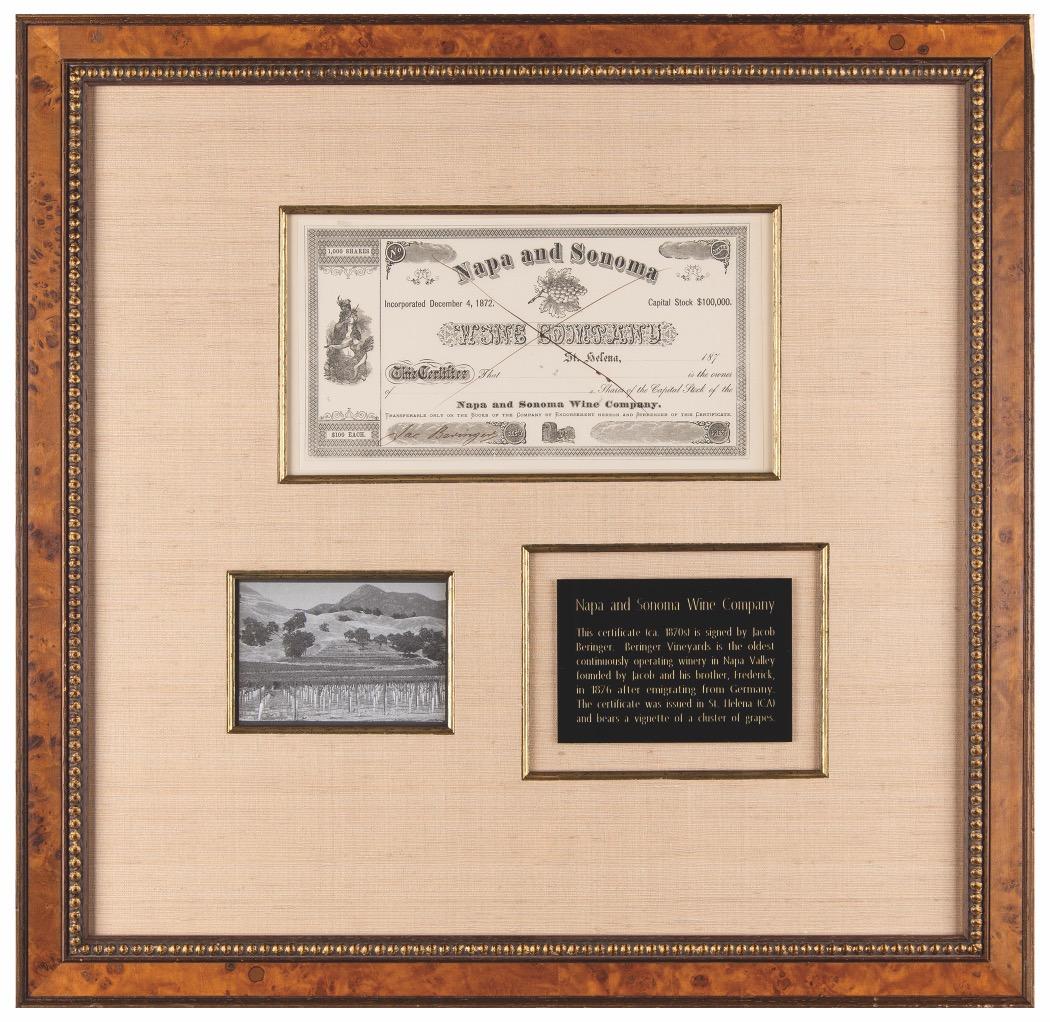 1,000 SHARES
No
Napa and Sonoma
Incorporated December 4, 1872.
Capital Stock $100,000.
WINE COMPANY
St. Helena, 187
This Certifies That is the owner
of Shares of the Capital Stock of the
Napa and Sonoma Wine Company.
TRANSFERABLE ONLY ON THE BOOKS OF THE COMPANY BY ENDORSEMENT HEREON AND SURRENDER OF THIS CERTIFICATE.
$100 EACH.
Jac Beringer
Napa and Sonoma Wine Company
This certificate (ca. 1870s) is signed by Jacob
Beringer. Beringer Vineyards is the oldest
continuously operating winery in Napa Valley
founded by Jacob and his brother, Frederick,
in 1876 after emigrating from Germany.
The certificate was issued in St. Helena (CA)
and bears a vignette of a cluster of grapes.